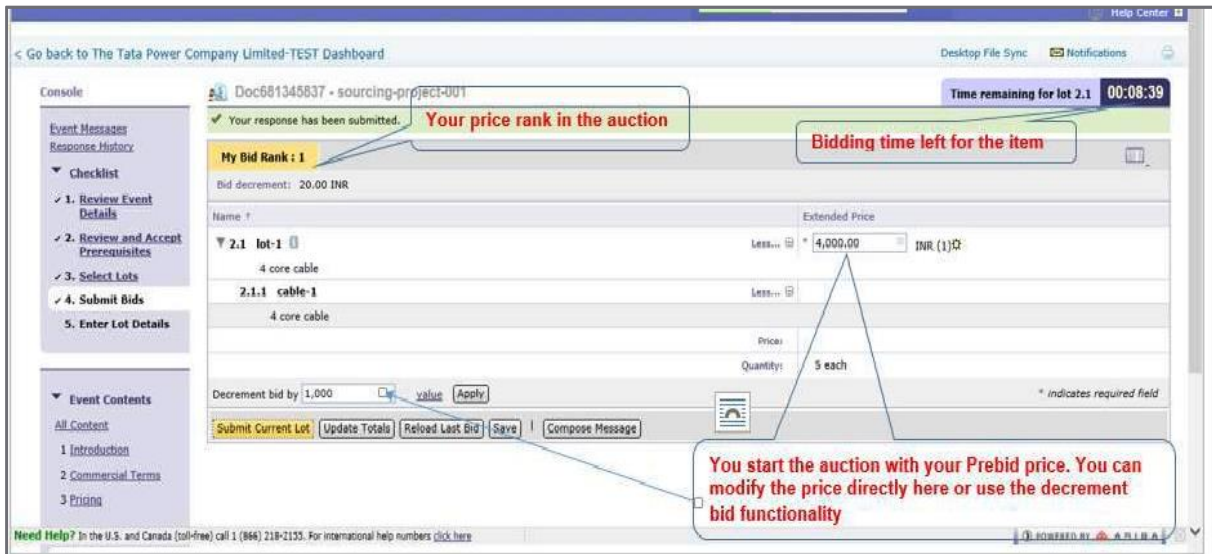 Help Center
< Go back to The Tata Power Company Limited-TEST Dashboard
Desktop File Sync
Notifications
Console
Doc681345837 - sourcing-project-001
Time remaining for lot 2.1
00:08:39
✓ Your response has been submitted.
Your price rank in the auction
Bidding time left for the item
Event Messages
Response History
▼ Checklist
✓ 1. Review Event
Details
✓ 2. Review and Accept
Prerequisites
✓ 3. Select Lots
✓ 4. Submit Bids
5. Enter Lot Details
My Bid Rank : 1
Bid decrement: 20.00 INR
Name ↑
Extended Price
▼ 2.1 lot-1
Less...
* 4,000.00
INR (1)
4 core cable
2.1.1 cable-1
Less...
4 core cable
Price:
Quantity:
5 each
Decrement bid by 1,000
value
Apply
* indicates required field
Submit Current Lot
Update Totals
Reload Last Bid
Save
|
Compose Message
You start the auction with your Prebid price. You can
modify the price directly here or use the decrement
bid functionality
▼ Event Contents
All Content
1 Introduction
2 Commercial Terms
3 Pricing
Need Help? In the U.S. and Canada (toll-free) call 1 (866) 218-2155. For international help numbers click here
POWERED BY ARIBA